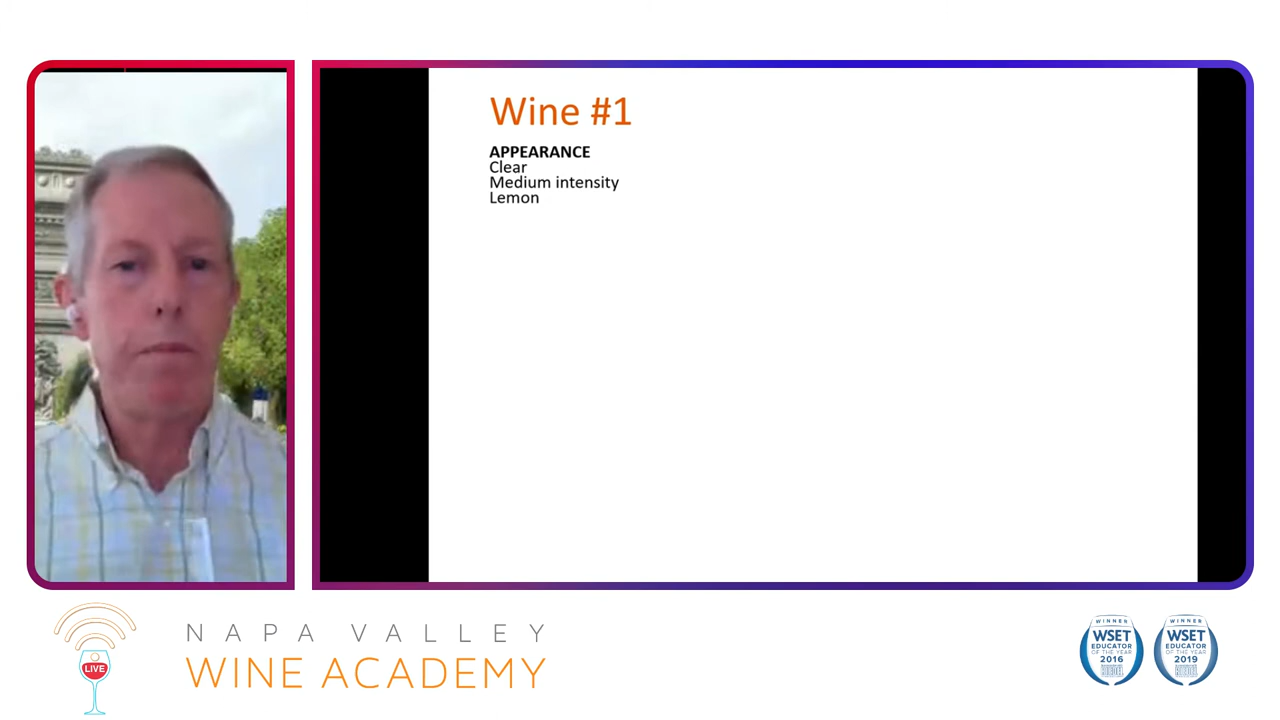 Wine #1
APPEARANCE
Clear
Medium intensity
Lemon
LIVE
NAPA VALLEY
WINE ACADEMY
WINNER
WSET
EDUCATOR
OF THE YEAR
2016
WINNER
WSET
EDUCATOR
OF THE YEAR
2019